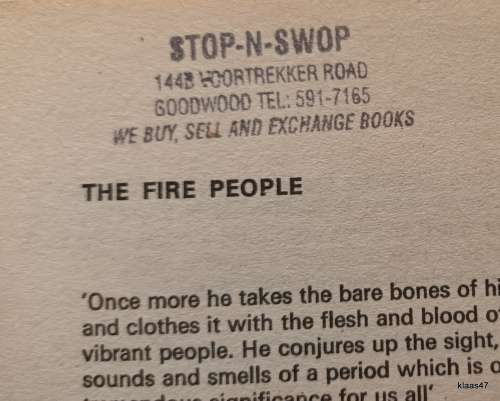 STOP-N-SWOP
144B VOORTREKKER ROAD
GOODWOOD TEL: 591-7165
WE BUY, SELL AND EXCHANGE BOOKS
THE FIRE PEOPLE
'Once more he takes the bare bones of hi
and clothes it with the flesh and blood o
vibrant people. He conjures up the sight,
sounds and smells of a period which is o
tremendous significance for us all'
klaas47